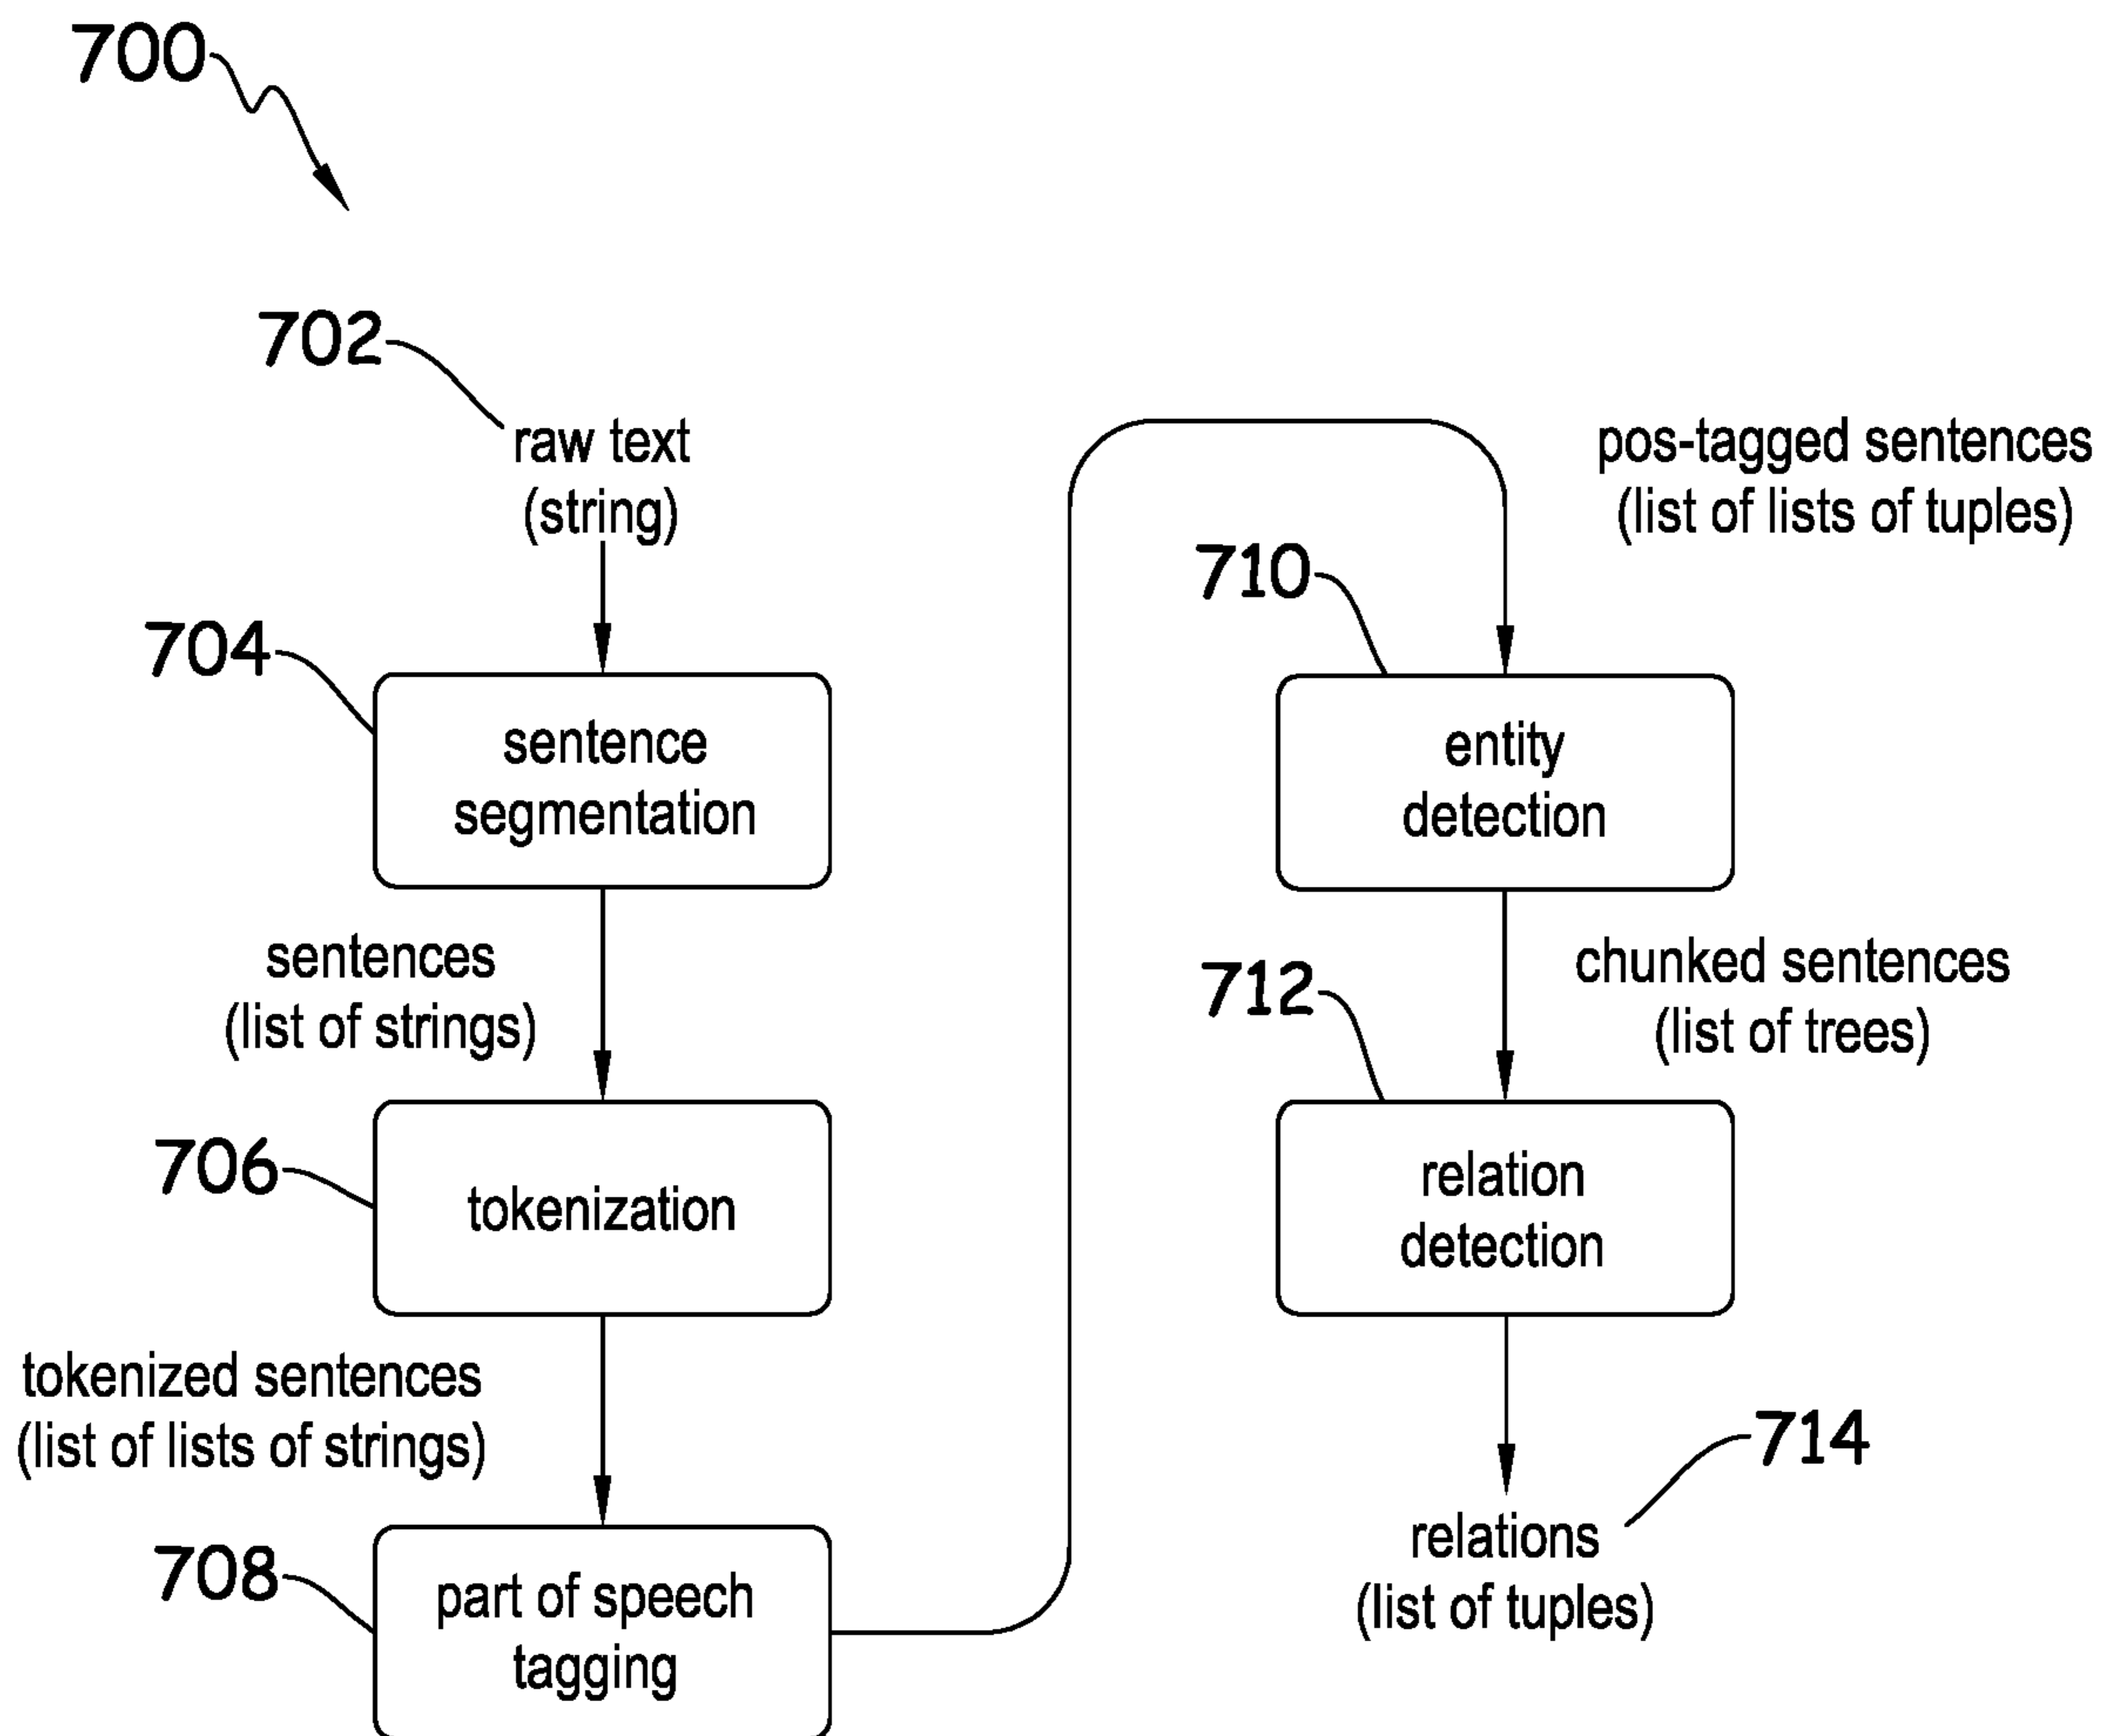 700
702
raw text
(string)
704
sentence
segmentation
sentences
(list of strings)
706
tokenization
tokenized sentences
(list of lists of strings)
708
part of speech
tagging
pos-tagged sentences
(list of lists of tuples)
710
entity
detection
chunked sentences
(list of trees)
712
relation
detection
714
relations
(list of tuples)